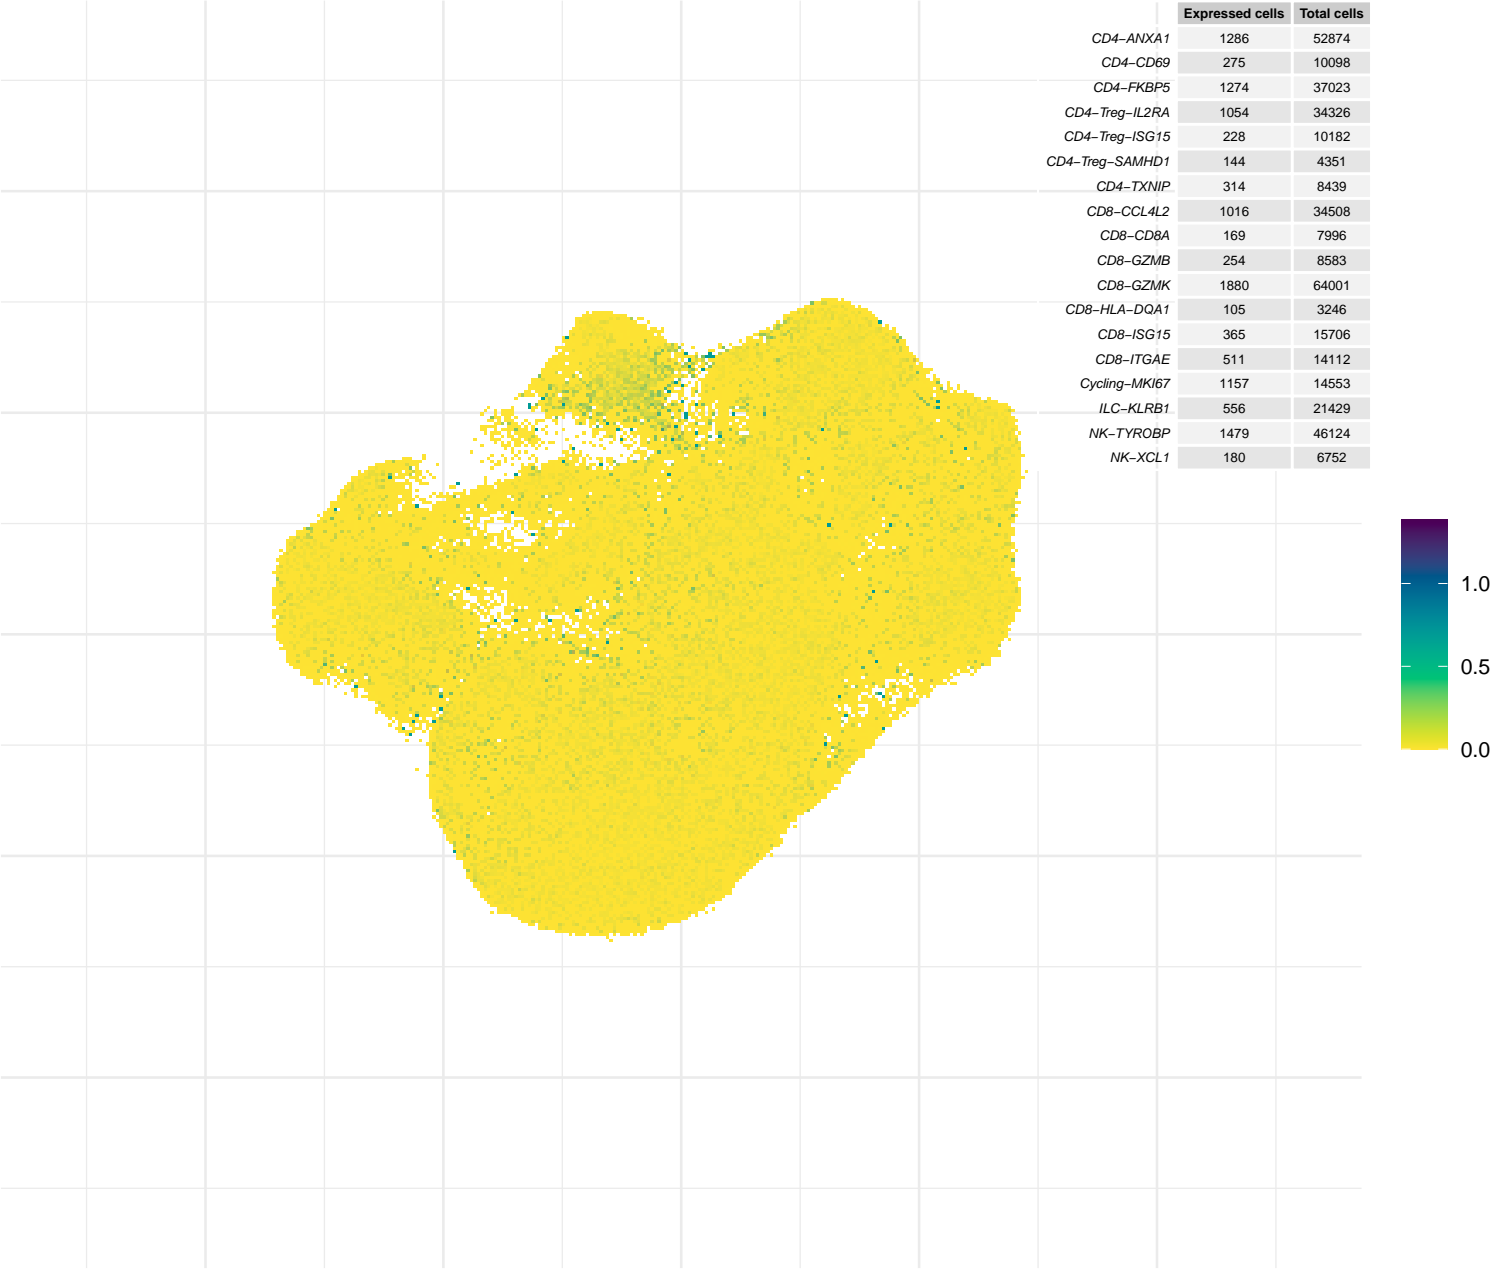 Expressed cells Total cells
CD4−ANXA1 1286 52874
CD4−CD69 275 10098
CD4−FKBP5 1274 37023
CD4−Treg−IL2RA 1054 34326
CD4−Treg−ISG15 228 10182
CD4−Treg−SAMHD1 144 4351
CD4−TXNIP 314 8439
CD8−CCL4L2 1016 34508
CD8−CD8A 169 7996
CD8−GZMB 254 8583
CD8−GZMK 1880 64001
CD8−HLA−DQA1 105 3246
CD8−ISG15 365 15706
CD8−ITGAE 511 14112
Cycling−MKI67 1157 14553
ILC−KLRB1 556 21429
NK−TYROBP 1479 46124
NK−XCL1 180 6752
1.0
0.5
0.0